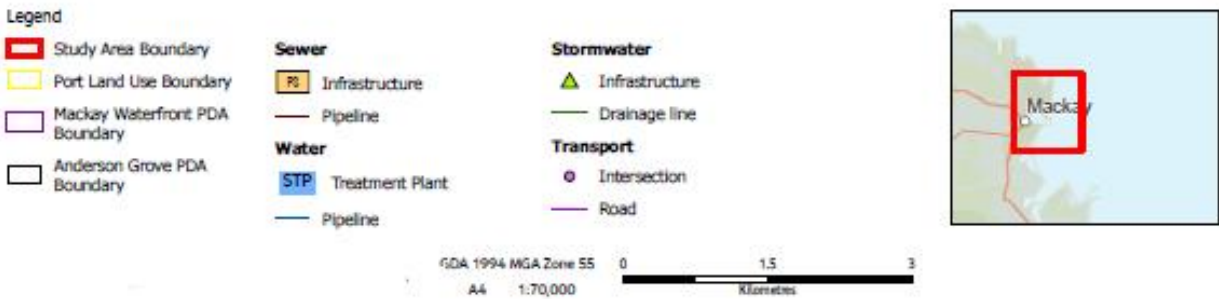 Legend
Study Area Boundary
Port Land Use Boundary
Mackay Waterfront PDA
Boundary
Anderson Grove PDA
Boundary
Sewer
PS Infrastructure
Pipeline
Water
STP Treatment Plant
Pipeline
Stormwater
Infrastructure
Drainage line
Transport
Intersection
Road
Mackay
GDA 1994 MGA Zone 55
A4 1:70,000
0 1.5 3
Kilometres